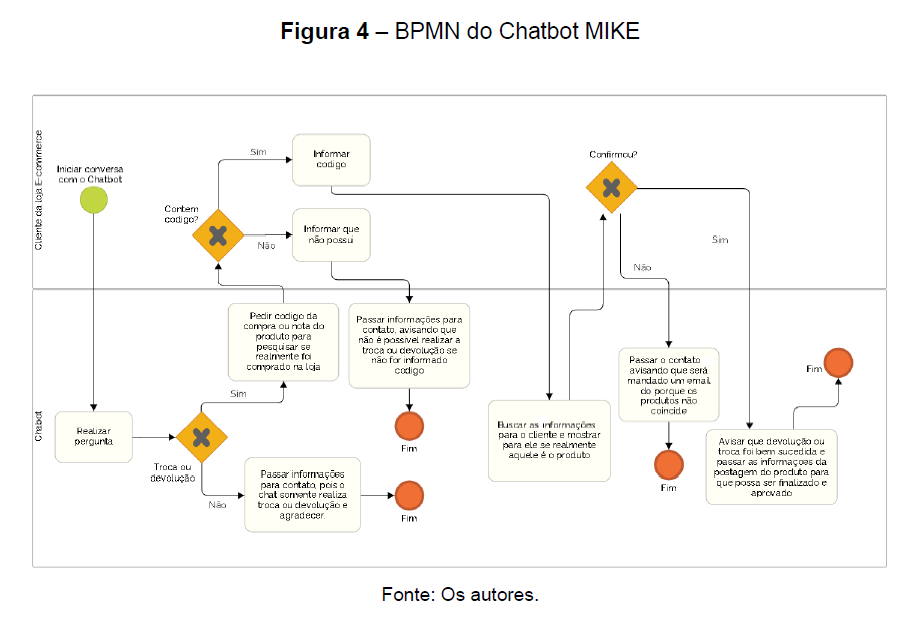 Figura 4 – BPMN do Chatbot MIKE
Cliente da loja E-commerce
Iniciar conversa
com o Chatbot
Contem
codigo?
Sim
Informar
codigo
Não
Informar que
não possui
Confirmou?
Sim
Não
Chatbot
Realizar
pergunta
Troca ou
devolução
Sim
Pedir codigo da
compra ou nota do
produto para
pesquisar se
realmente foi
comprado na loja
Não
Passar informações
para contato, pois o
chat somente realiza
troca ou devolução e
agradecer.
Fim
Passar informações para
contato, avisando que
não é possivel realizar a
troca ou devolução se
não for informado
codigo
Fim
Buscar as informações
para o cliente e mostrar
para ele se realmente
aquele é o produto
Passar o contato
avisando que será
mandado um email
do porque os
produtos não
coincide
Fim
Avisar que devolução ou
troca foi bem sucedida e
passar as informações da
postagem do produto para
que possa ser finalizado e
aprovado
Fim
Fonte: Os autores.